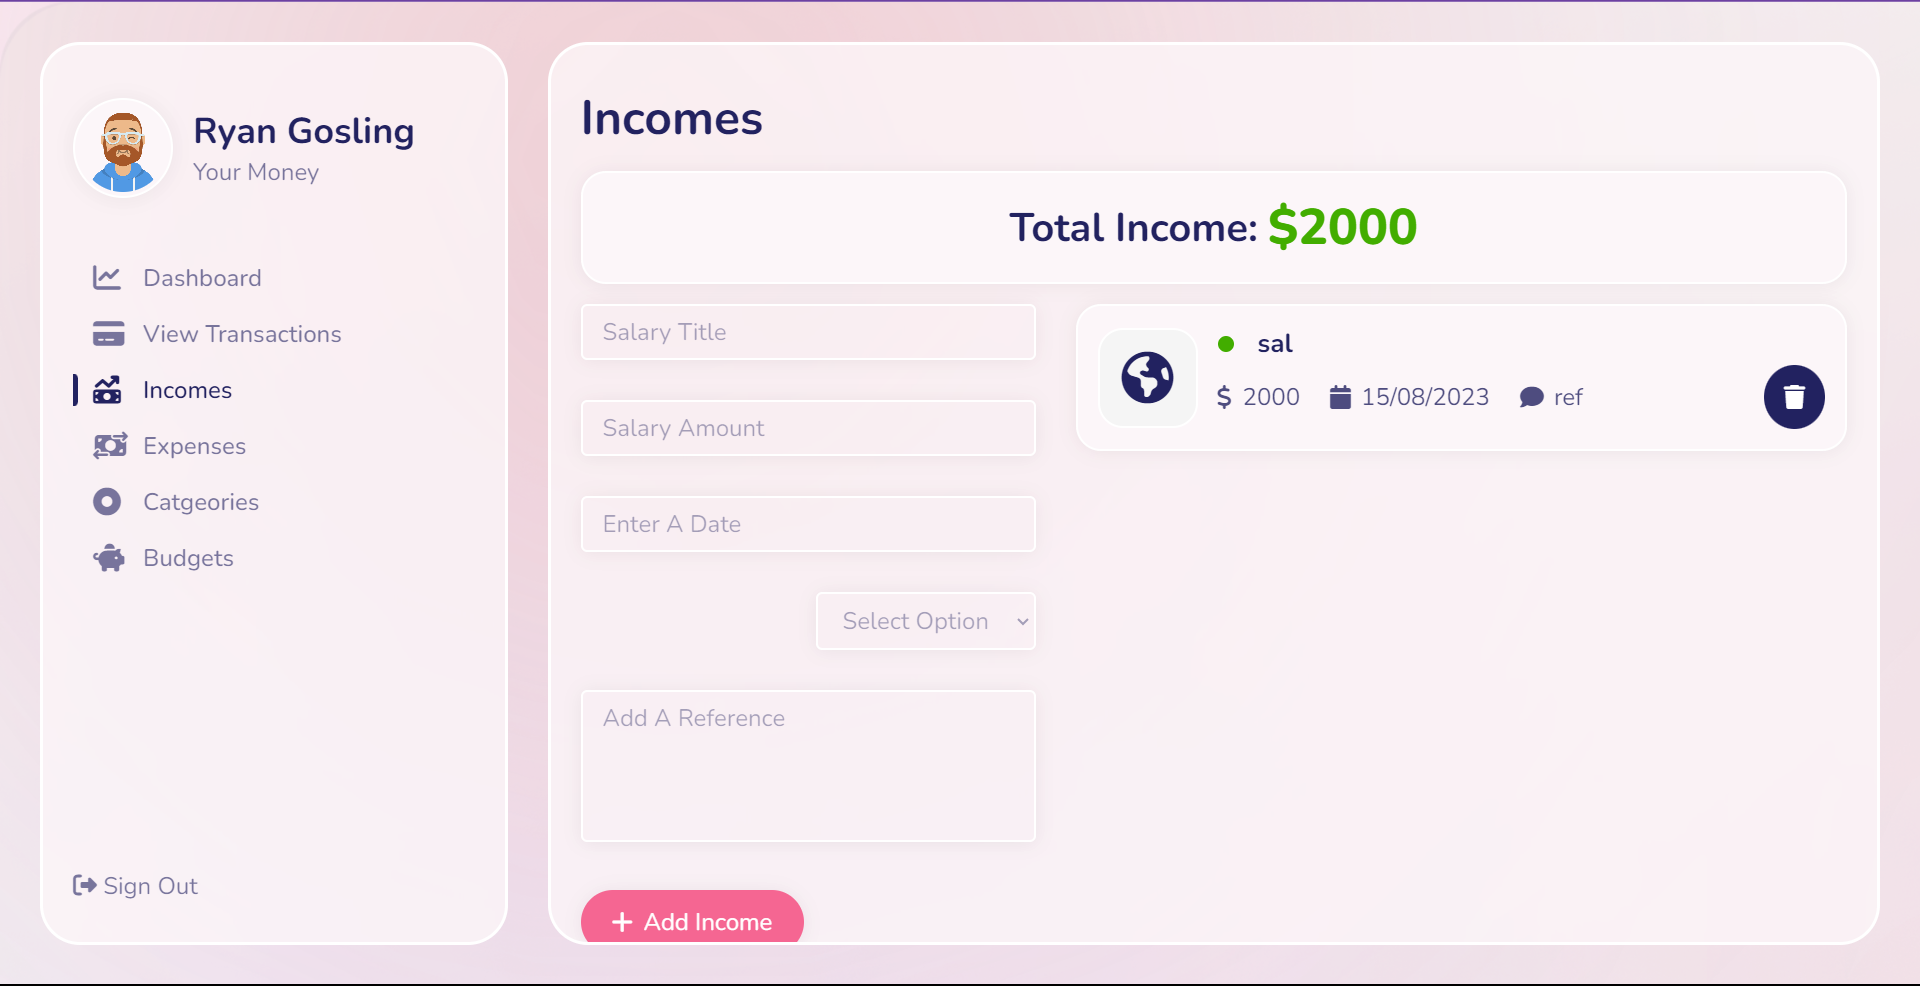 Ryan Gosling
Your Money
Dashboard
View Transactions
Incomes
Expenses
Catgeories
Budgets
Sign Out
Incomes
Total Income: $2000
Salary Title
Salary Amount
Enter A Date
Select Option
Add A Reference
+ Add Income
sal
$ 2000 15/08/2023 ref